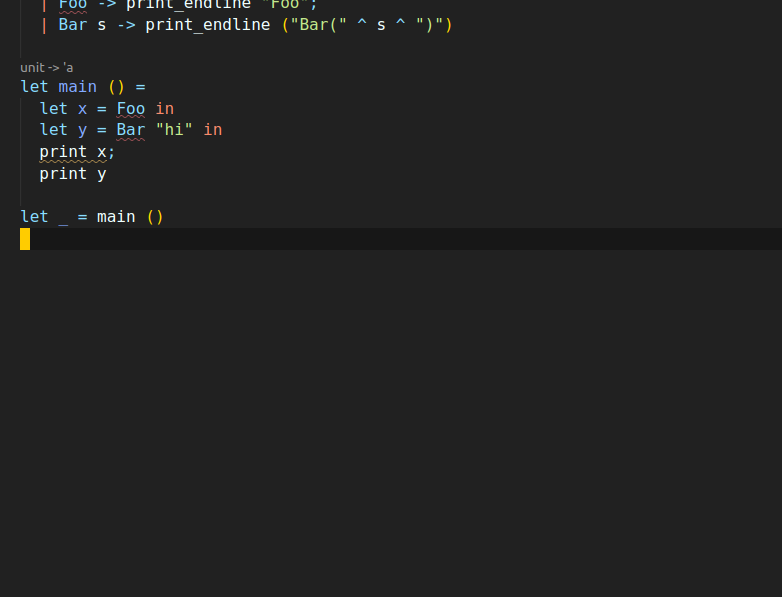 | Foo -> print_endline "Foo";
| Bar s -> print_endline ("Bar(" ^ s ^ ")")
unit -> 'a
let main () =
let x = Foo in
let y = Bar "hi" in
print x;
print y
let _ = main ()